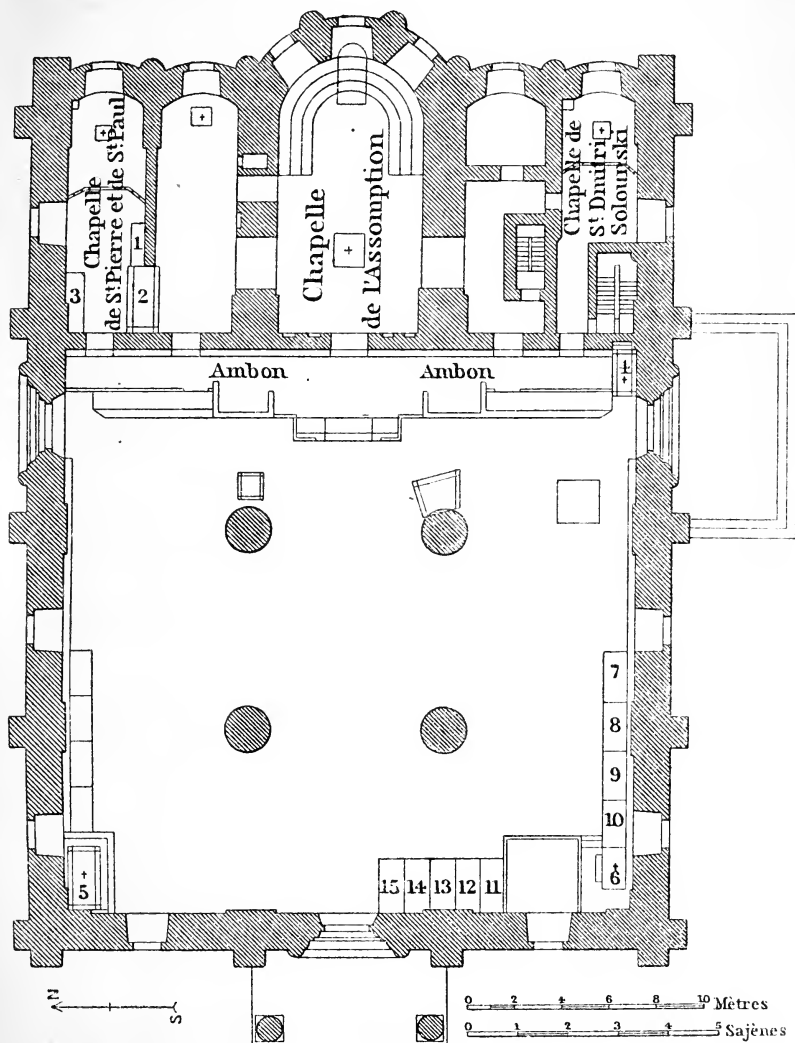 Chapelle
de St. Pierre et de St. Paul
Chapelle
de l'Assomption
Chapelle de
St. Dmitri
Solounski
1
2
3
Ambon
Ambon
4
7
8
9
10
6
5
15
14
13
12
11
N
S
0 2 4 6 8 10 Mètres
0 1 2 3 4 5 Sajènes